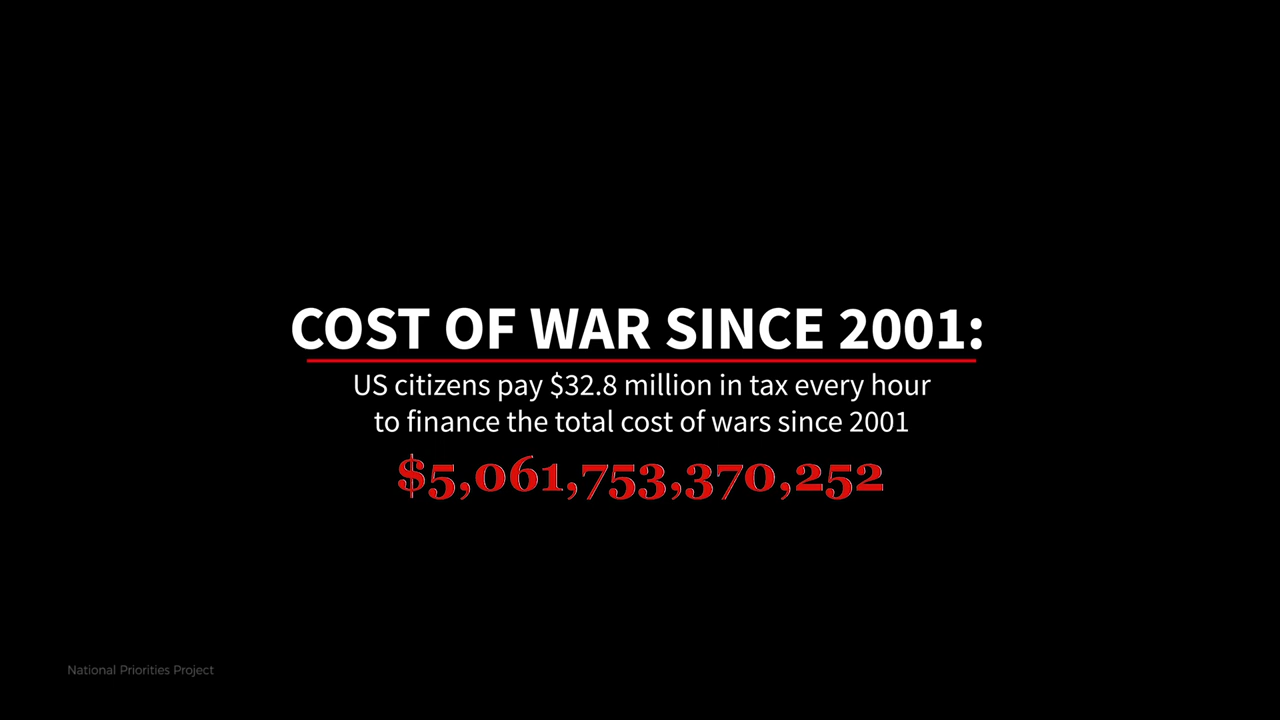 COST OF WAR SINCE 2001:
US citizens pay $32.8 million in tax every hour
to finance the total cost of wars since 2001
$5,061,753,370,252
National Priorities Project